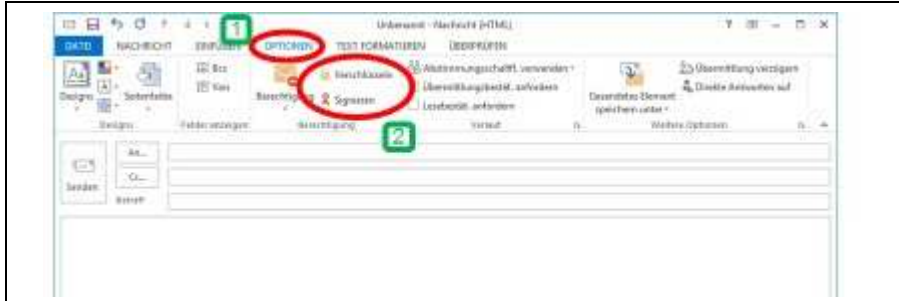 1
Unbenannt - Nachricht (HTML)
DATEI NACHRICHT EINFÜGEN OPTIONEN TEXT FORMATIEREN ÜBERPRÜFEN
Bcc Verschlüsseln Abstimmungsschaltfl. verwenden Übermittlung verzögern
Designs Seitenfarbe Von Berechtigung Signieren Übermittlungsbestät. anfordern Gesendetes Element speichern unter Direkte Antworten auf
Lesebestät. anfordern
Designs Felder anzeigen Berechtigung Verlauf Weitere Optionen
2
An...
Cc...
Senden
Betreff